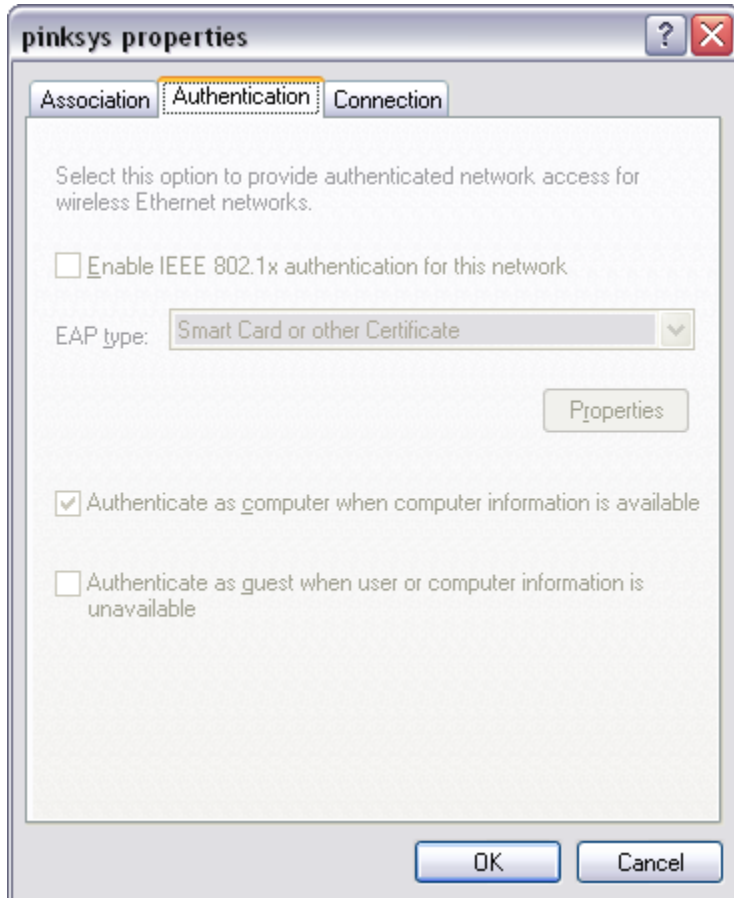 pinksys properties
?
Association Authentication Connection
Select this option to provide authenticated network access for
wireless Ethernet networks.
Enable IEEE 802.1x authentication for this network
EAP type: Smart Card or other Certificate
Properties
Authenticate as computer when computer information is available
Authenticate as guest when user or computer information is
unavailable
OK Cancel